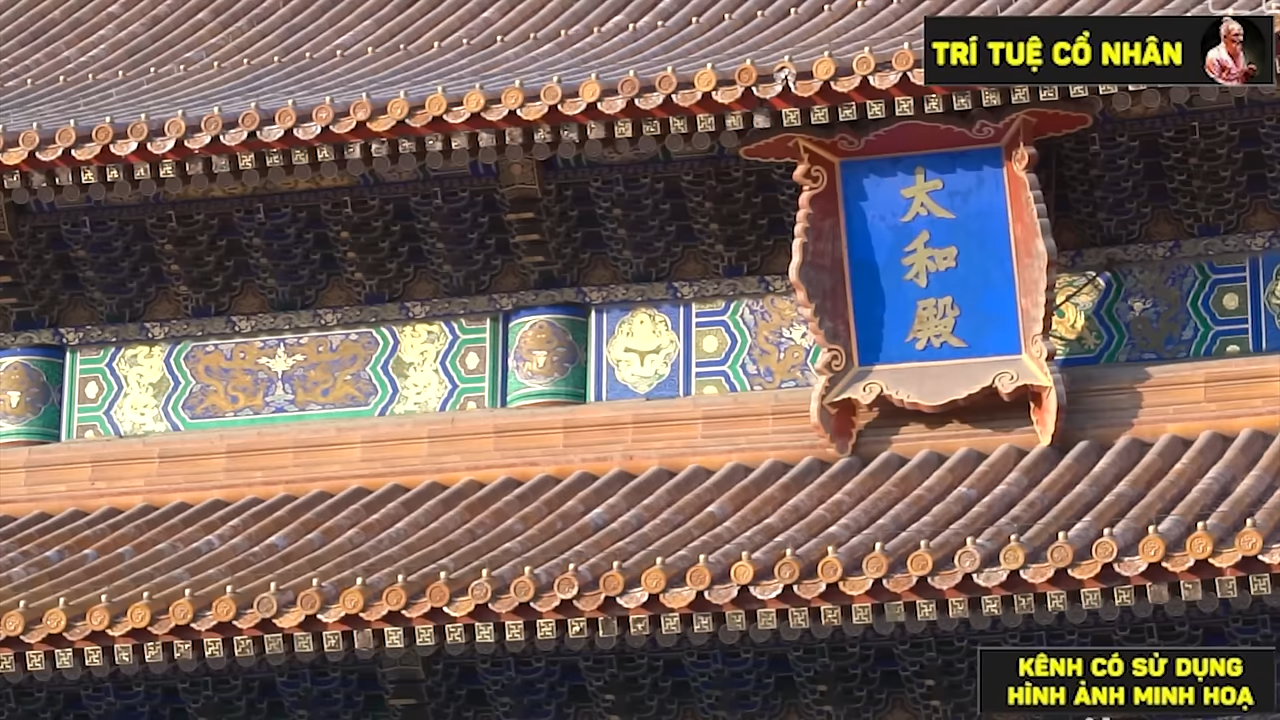 TRÍ TUỆ CỔ NHÂN
太和殿
KÊNH CÓ SỬ DỤNG
HÌNH ẢNH MINH HOẠ